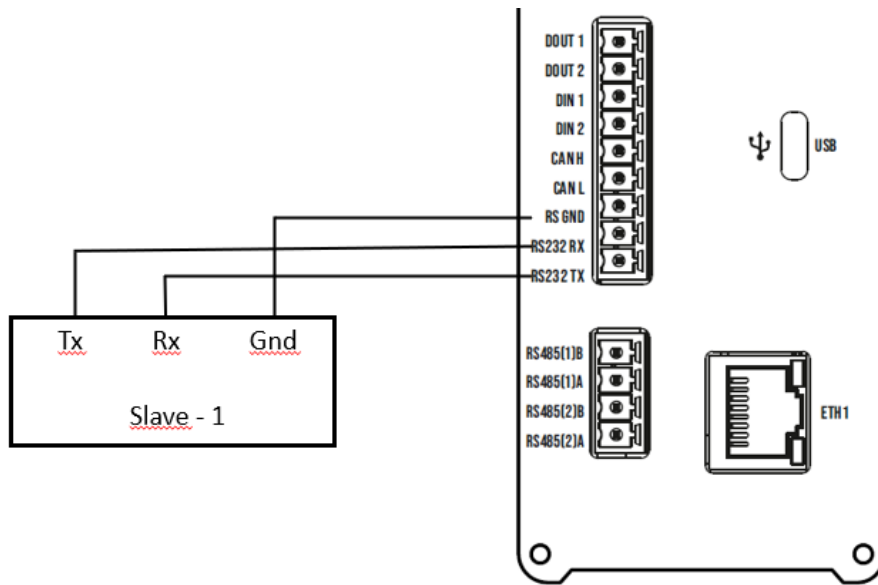 DOUT 1
DOUT 2
DIN 1
DIN 2
CAN H
CAN L
RS GND
RS232 RX
RS232 TX
USB
Tx Rx Gnd
Slave - 1
RS485(1)B
RS485(1)A
RS485(2)B
RS485(2)A
ETH1